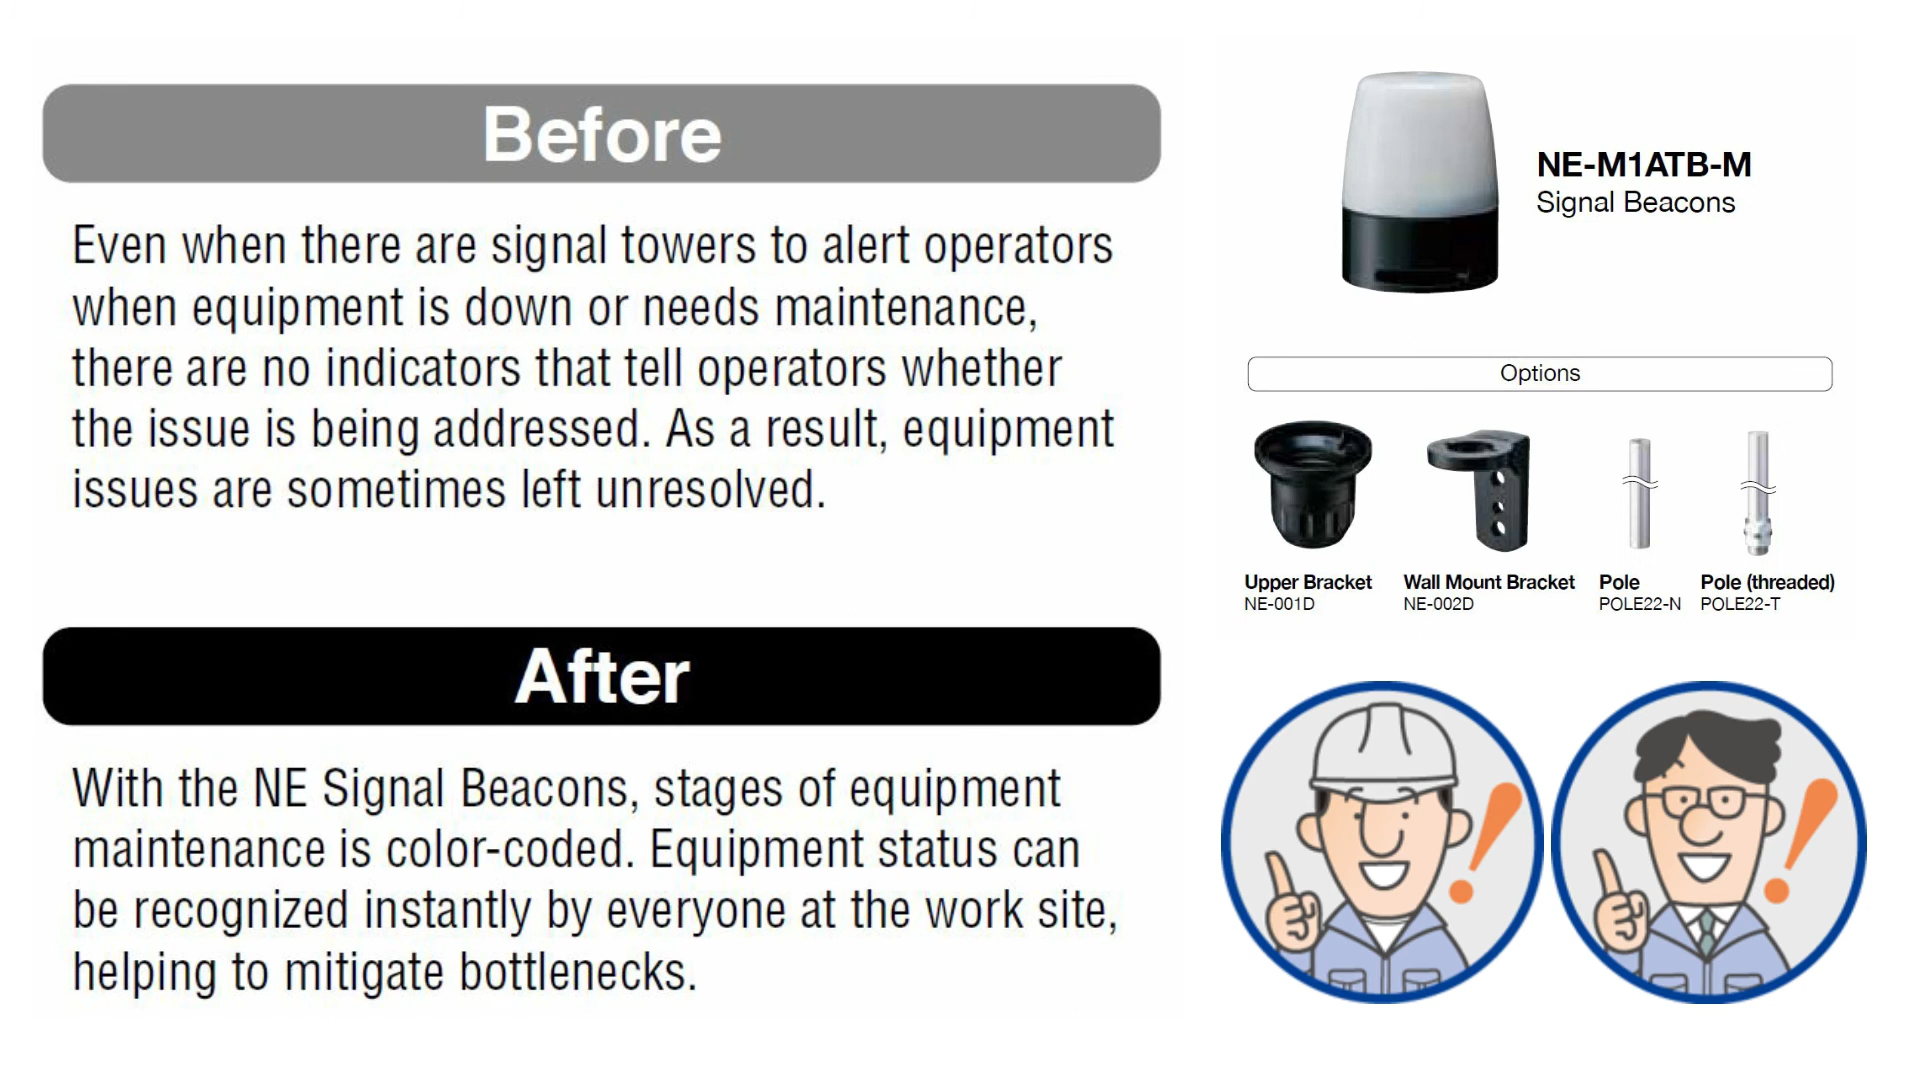 Before
Even when there are signal towers to alert operators
when equipment is down or needs maintenance,
there are no indicators that tell operators whether
the issue is being addressed. As a result, equipment
issues are sometimes left unresolved.
After
With the NE Signal Beacons, stages of equipment
maintenance is color-coded. Equipment status can
be recognized instantly by everyone at the work site,
helping to mitigate bottlenecks.
NE-M1ATB-M
Signal Beacons
Options
Upper Bracket
NE-001D
Wall Mount Bracket
NE-002D
Pole
POLE22-N
Pole (threaded)
POLE22-T